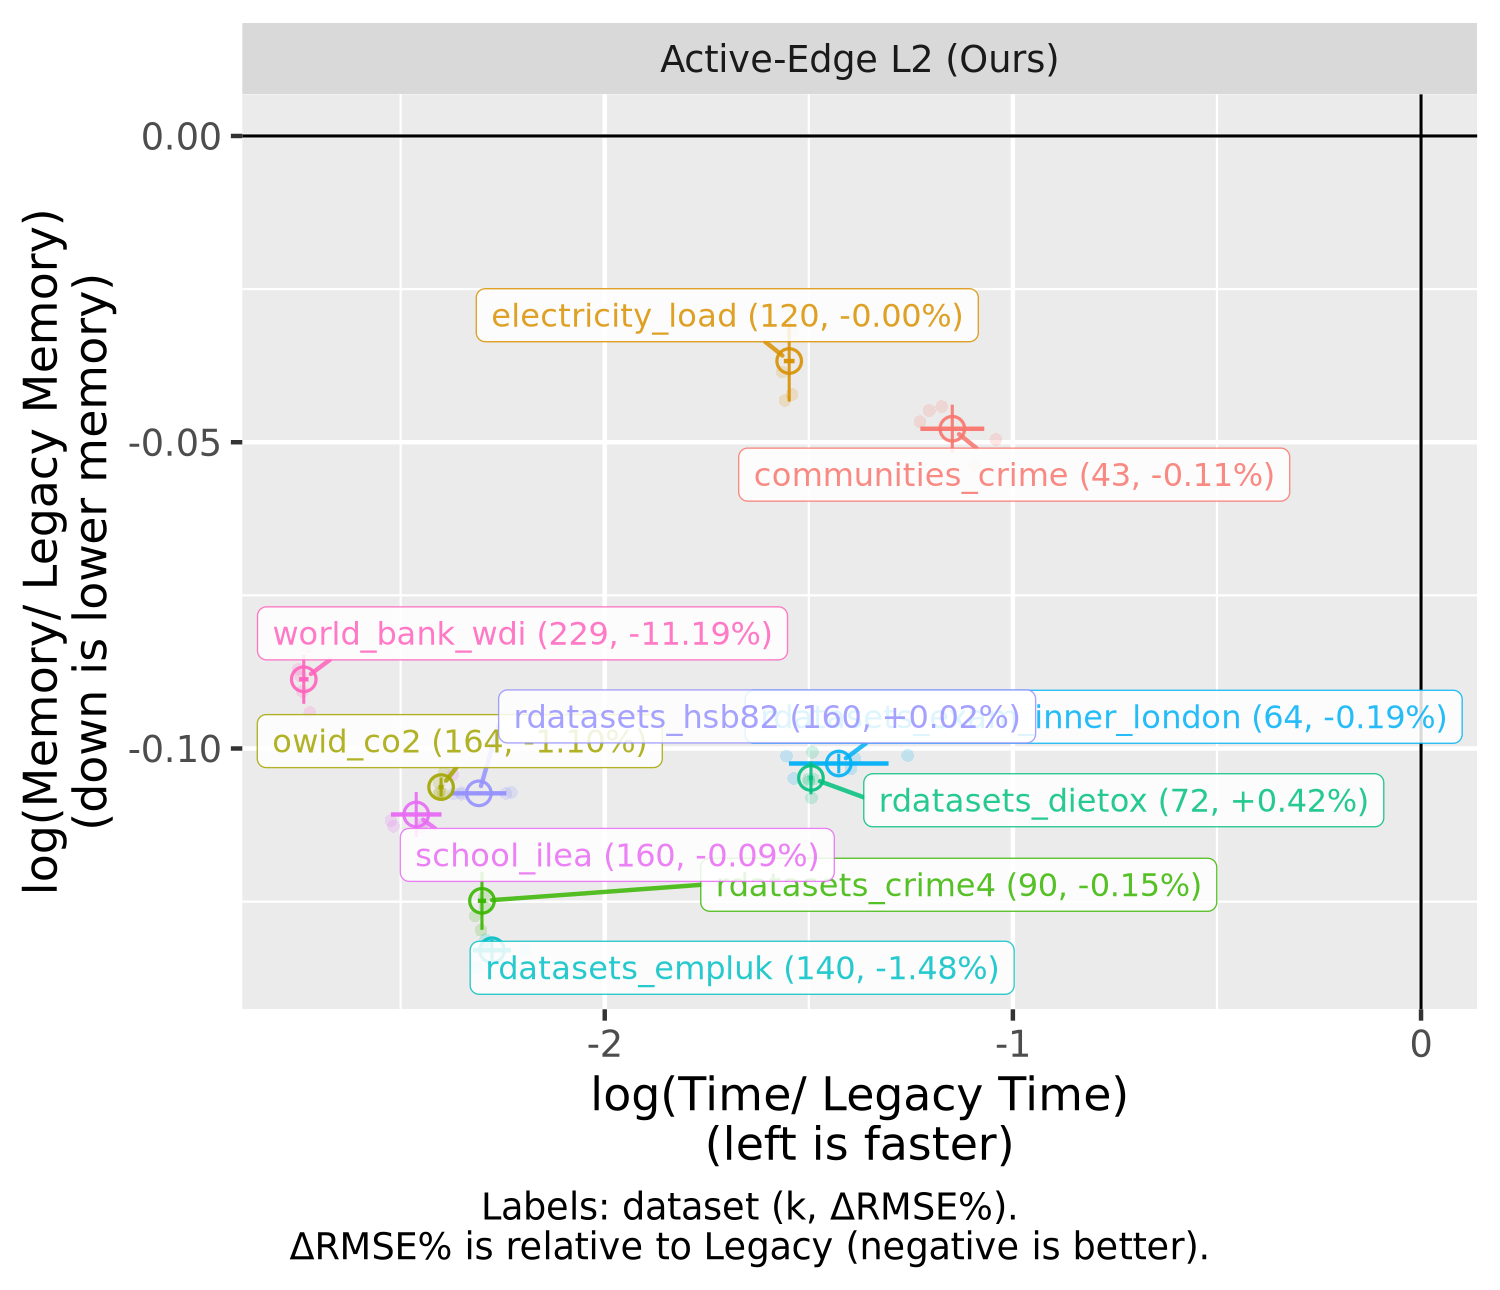 Active-Edge L2 (Ours)
log(Memory/ Legacy Memory)
(down is lower memory)
0.00
-0.05
-0.10
electricity_load (120, -0.00%)
communities_crime (43, -0.11%)
world_bank_wdi (229, -11.19%)
rdatasets_hsb82 (160, +0.02%)
inner_london (64, -0.19%)
owid_co2 (164, -1.10%)
rdatasets_dietox (72, +0.42%)
school_ilea (160, -0.09%)
rdatasets_crime4 (90, -0.15%)
rdatasets_empluk (140, -1.48%)
-2
-1
0
log(Time/ Legacy Time)
(left is faster)
Labels: dataset (k, ΔRMSE%).
ΔRMSE% is relative to Legacy (negative is better).